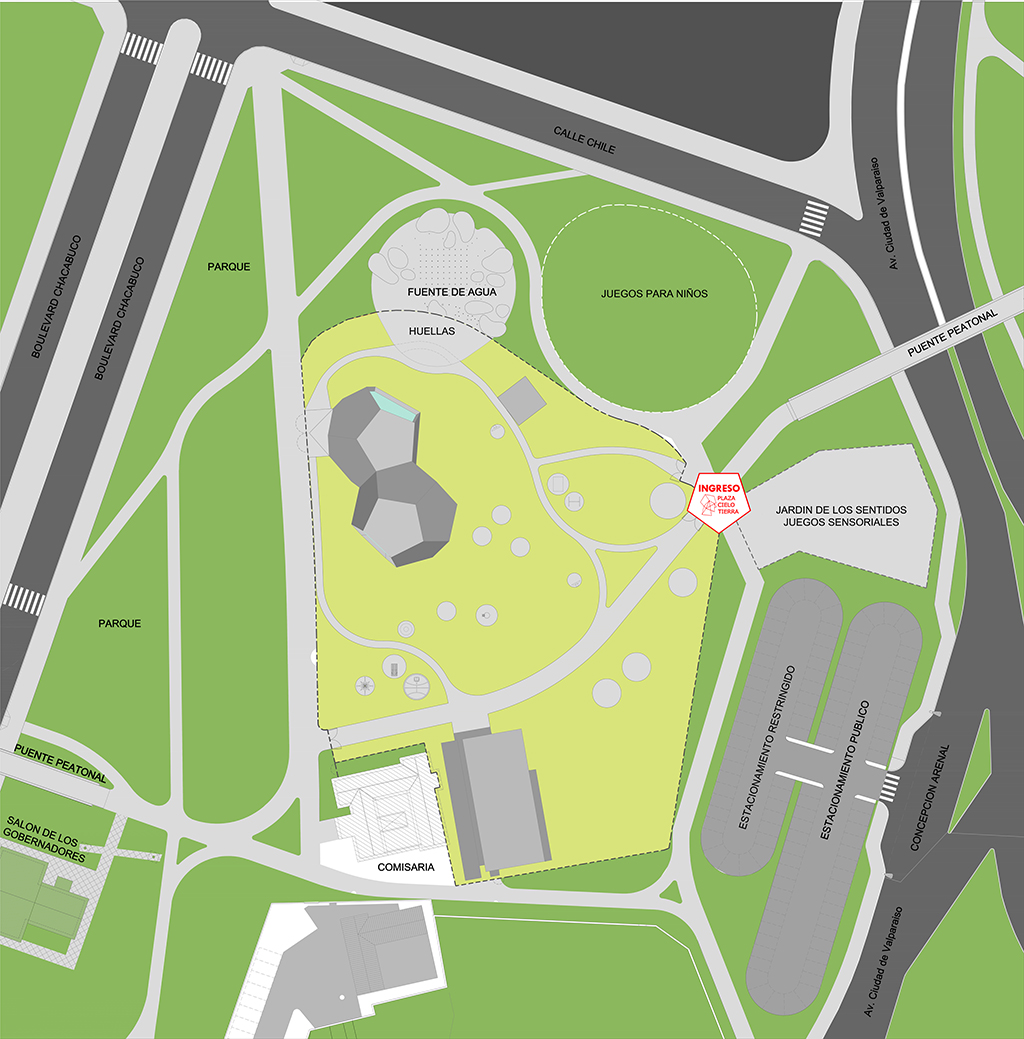 CALLE CHILE
Av. Ciudad de Valparaiso
BOULEVARD CHACABUCO
BOULEVARD CHACABUCO
PARQUE
FUENTE DE AGUA
HUELLAS
JUEGOS PARA NIÑOS
PUENTE PEATONAL
INGRESO
PLAZA
CIELO
TIERRA
JARDIN DE LOS SENTIDOS
JUEGOS SENSORIALES
PARQUE
PUENTE PEATONAL
SALON DE LOS
GOBERNADORES
COMISARIA
ESTACIONAMIENTO RESTRINGIDO
ESTACIONAMIENTO PUBLICO
CONCEPCION ARENAL
Av. Ciudad de Valparaiso